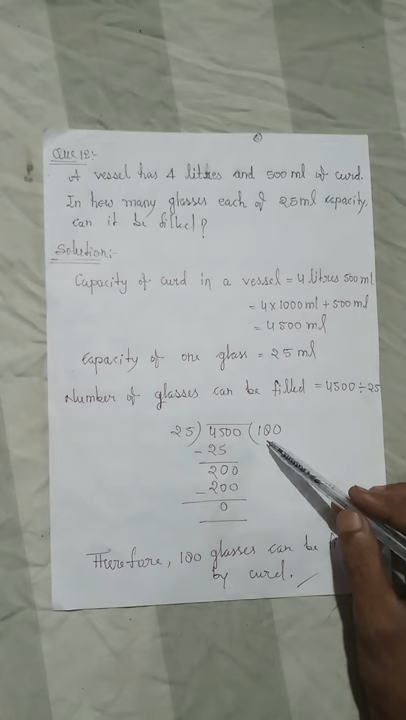 Que 12:-
A vessel has 4 litres and 500 ml of curd.
In how many glasses each of 25 ml capacity,
can it be filled?
Solution:-
Capacity of curd in a vessel = 4 litres 500 ml
= 4 x 1000 ml + 500 ml
= 4500 ml
Capacity of one glass = 25 ml
Number of glasses can be filled = 4500 ÷ 25
25) 4500 (180
- 25
200
- 200
0
Therefore, 180 glasses can be
by curd.